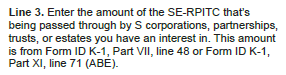 Line 3. Enter the amount of the SE-RPITC that's
being passed through by S corporations, partnerships,
trusts, or estates you have an interest in. This amount
is from Form ID K-1, Part VII, line 48 or Form ID K-1,
Part XI, line 71 (ABE).